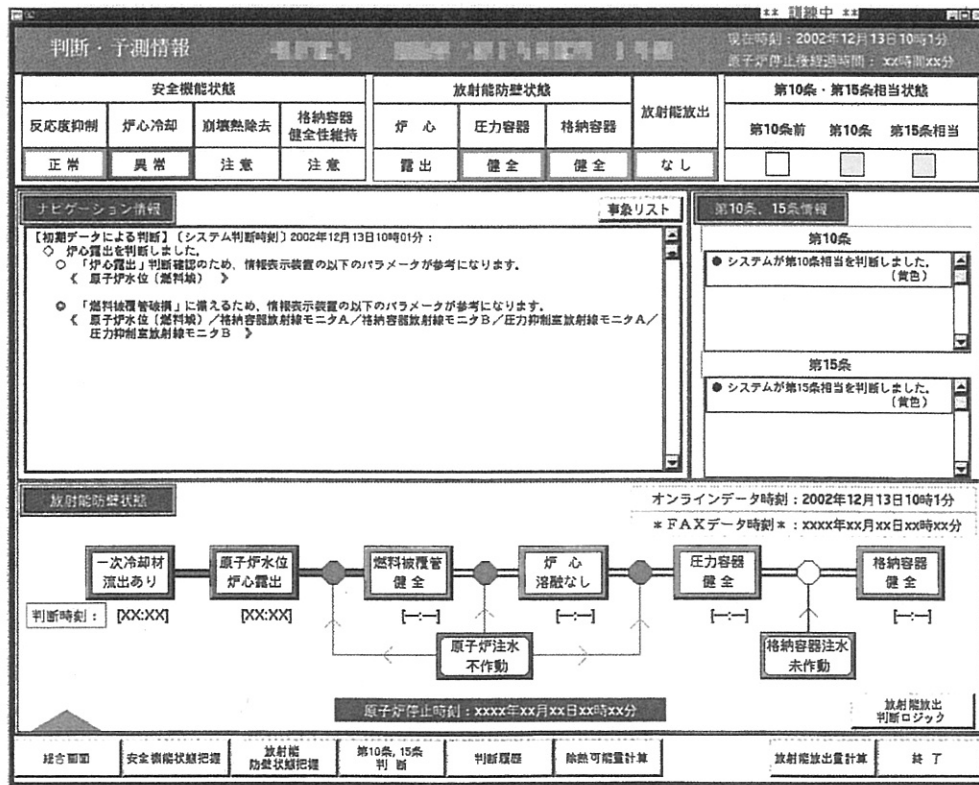 ** 訓練中 **
判断・予測情報
現在時刻：2002年12月13日10時1分
原子炉停止後経過時間： xx時間xx分
安全機能状態
放射能防壁状態
放射能放出
第10条・第15条相当状態
反応度抑制
炉心冷却
崩壊熱除去
格納容器
健全性維持
炉 心
圧力容器
格納容器
第10条前
第10条
第15条相当
正 常
異 常
注 意
注 意
露 出
健 全
健 全
な し
ナビゲーション情報
事象リスト
【初期データによる判断】〔システム判断時刻〕2002年12月13日10時01分：
◇ 炉心露出を判断しました。
○ 「炉心露出」判断確認のため、情報表示装置の以下のパラメータが参考になります。
《 原子炉水位〔燃料域〕 》
◎ 「燃料被覆管破損」に備えるため、情報表示装置の以下のパラメータが参考になります。
《 原子炉水位〔燃料域〕／格納容器放射線モニタA／格納容器放射線モニタB／圧力抑制室放射線モニタA／
圧力抑制室放射線モニタB 》
第10条、15条情報
第10条
● システムが第10条相当を判断しました。
（黄色）
第15条
● システムが第15条相当を判断しました。
（黄色）
放射能防壁状態
オンラインデータ時刻：2002年12月13日10時1分
＊ＦＡＸデータ時刻＊：xxxx年xx月xx日xx時xx分
一次冷却材
流出あり
原子炉水位
炉心露出
燃料被覆管
健 全
炉 心
溶融なし
圧力容器
健 全
格納容器
健 全
判断時刻：
[XX:XX]
[XX:XX]
[—:—]
[—:—]
[—:—]
[—:—]
原子炉注水
不作動
格納容器注水
未作動
原子炉停止時刻：xxxx年xx月xx日xx時xx分
放射能放出
判断ロジック
総合画面
安全機能状態把握
放射能
防壁状態把握
第10条, 15条
判 断
判断履歴
除熱可能量計算
放射能放出量計算
終 了